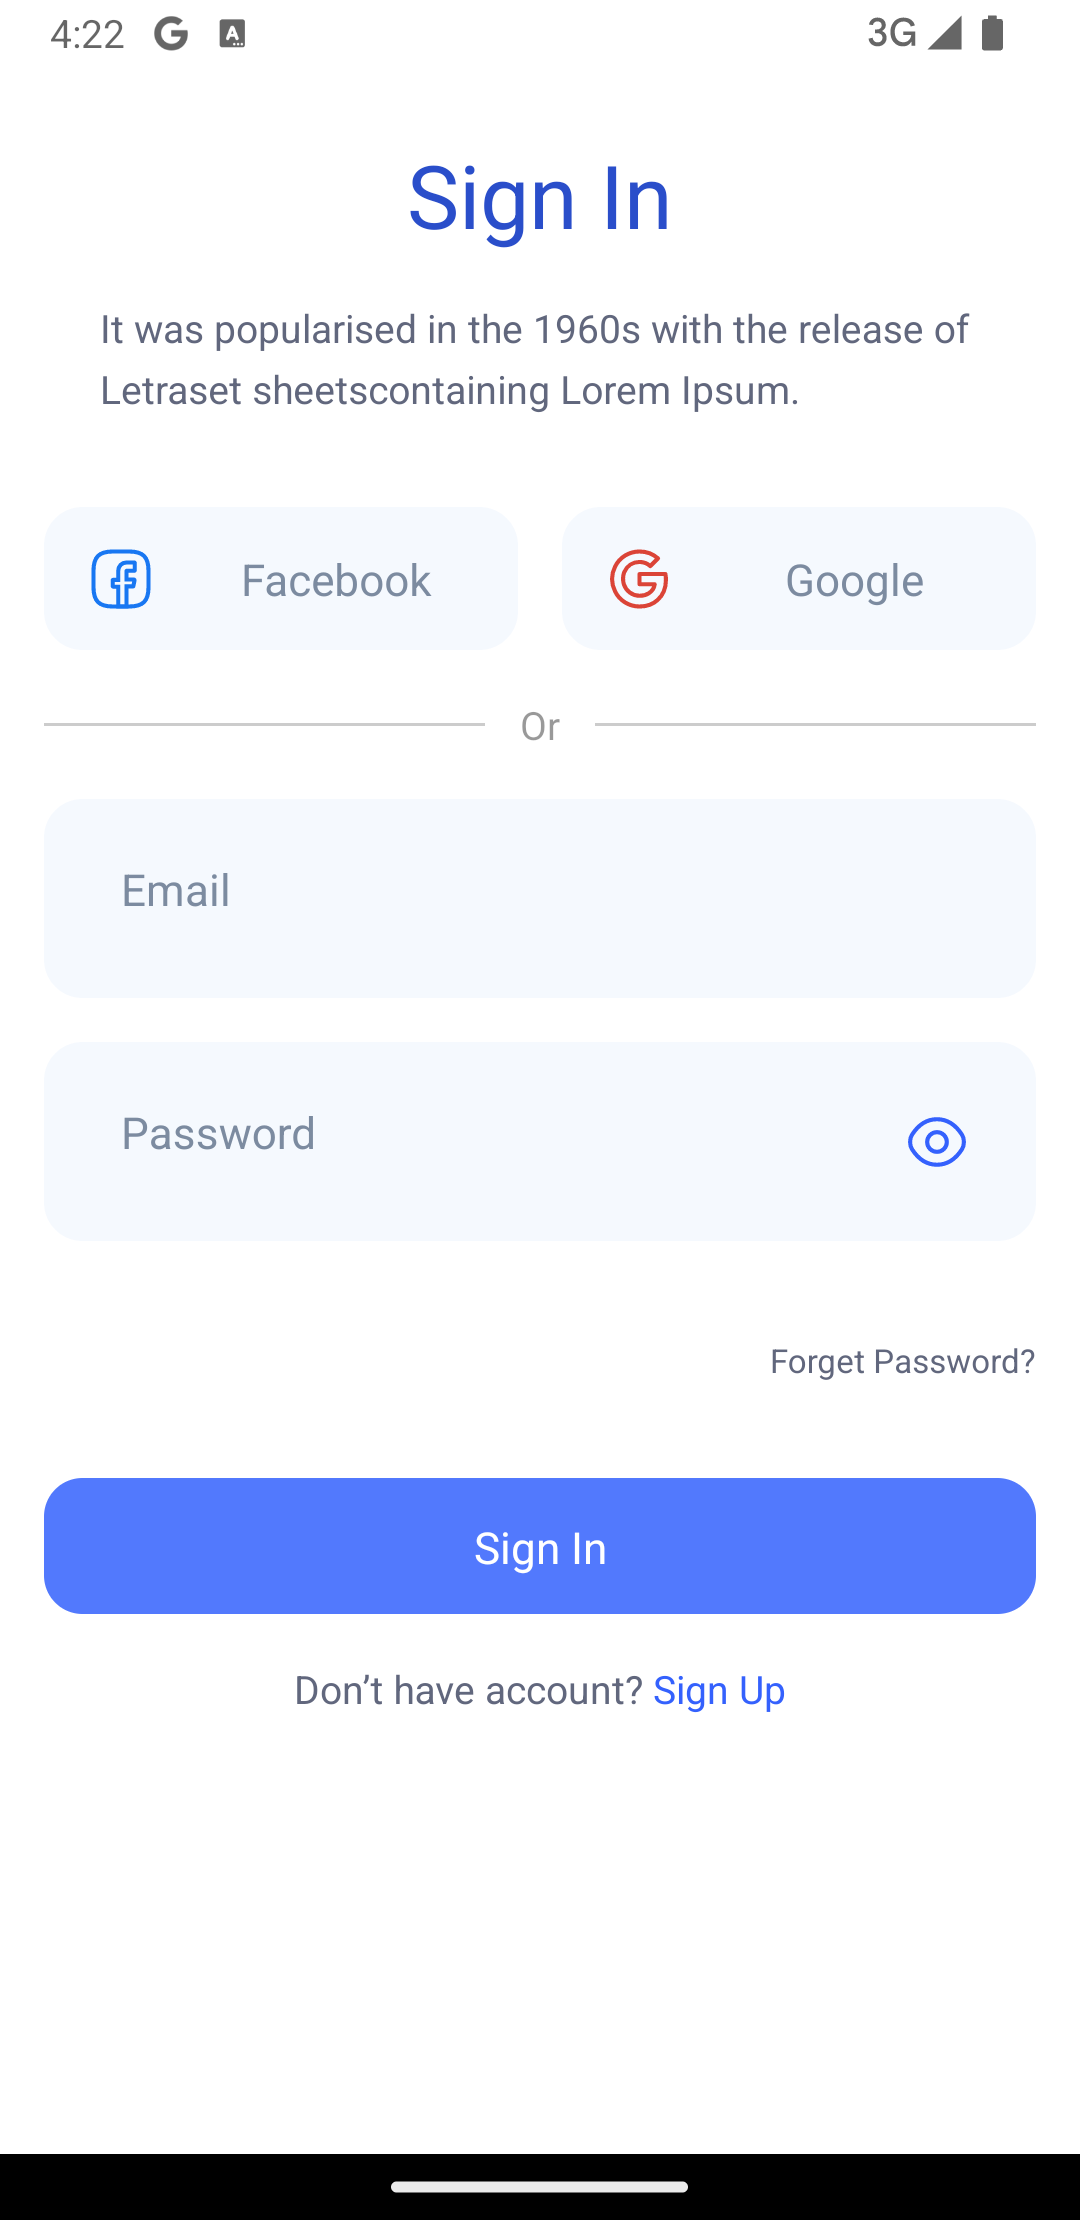 4:22
3G
Sign In
It was popularised in the 1960s with the release of
Letraset sheetscontaining Lorem Ipsum.
Facebook
Google
Or
Email
Password
Forget Password?
Sign In
Don’t have account? Sign Up